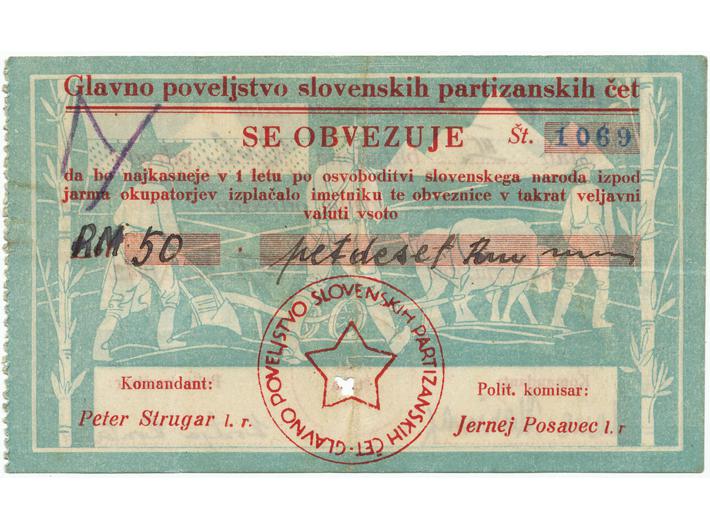 Glavno poveljstvo slovenskih partizanskih čet
SE OBVEZUJE Št. 1069
da bo najkasneje v 1 letu po osvoboditvi slovenskega naroda izpod
jarma okupatorjev izplačalo imetniku te obveznice v takrat veljavni
valuti vsoto
RM 50 · petdeset
GLAVNO POVELJSTVO SLOVENSKIH PARTIZANSKIH ČET
Komandant:
Peter Strugar l. r.
Polit. komisar:
Jernej Posavec l. r